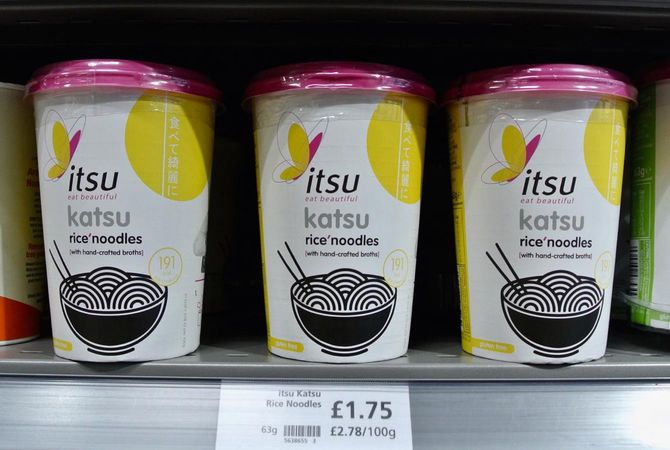 itsu
eat beautiful
食べて綺麗に
katsu
rice'noodles
[with hand-crafted broths]
191
itsu
eat beautiful
食べて綺麗に
katsu
rice'noodles
[with hand-crafted broths]
191
gluten free
itsu
eat beautiful
食べて綺麗に
katsu
rice'noodles
[with hand-crafted broths]
191
gluten free
Itsu Katsu
Rice Noodles
£1.75
63g
5638655 3
£2.78/100g